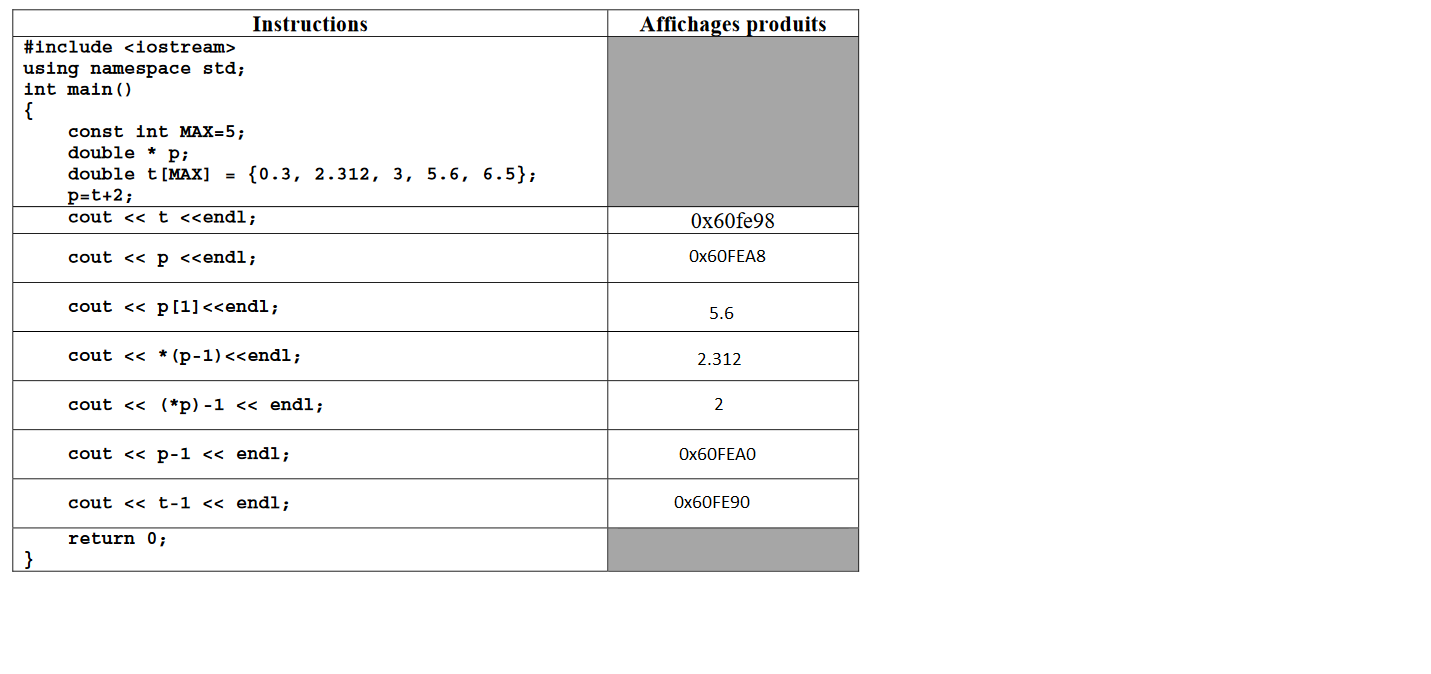 Instructions
Affichages produits
#include <iostream>
using namespace std;
int main()
{
const int MAX=5;
double * p;
double t[MAX] = {0.3, 2.312, 3, 5.6, 6.5};
p=t+2;
cout << t <<endl;
0x60fe98
cout << p <<endl;
0x60FEA8
cout << p[1]<<endl;
5.6
cout << *(p-1)<<endl;
2.312
cout << (*p)-1 << endl;
2
cout << p-1 << endl;
0x60FEA0
cout << t-1 << endl;
0x60FE90
return 0;
}